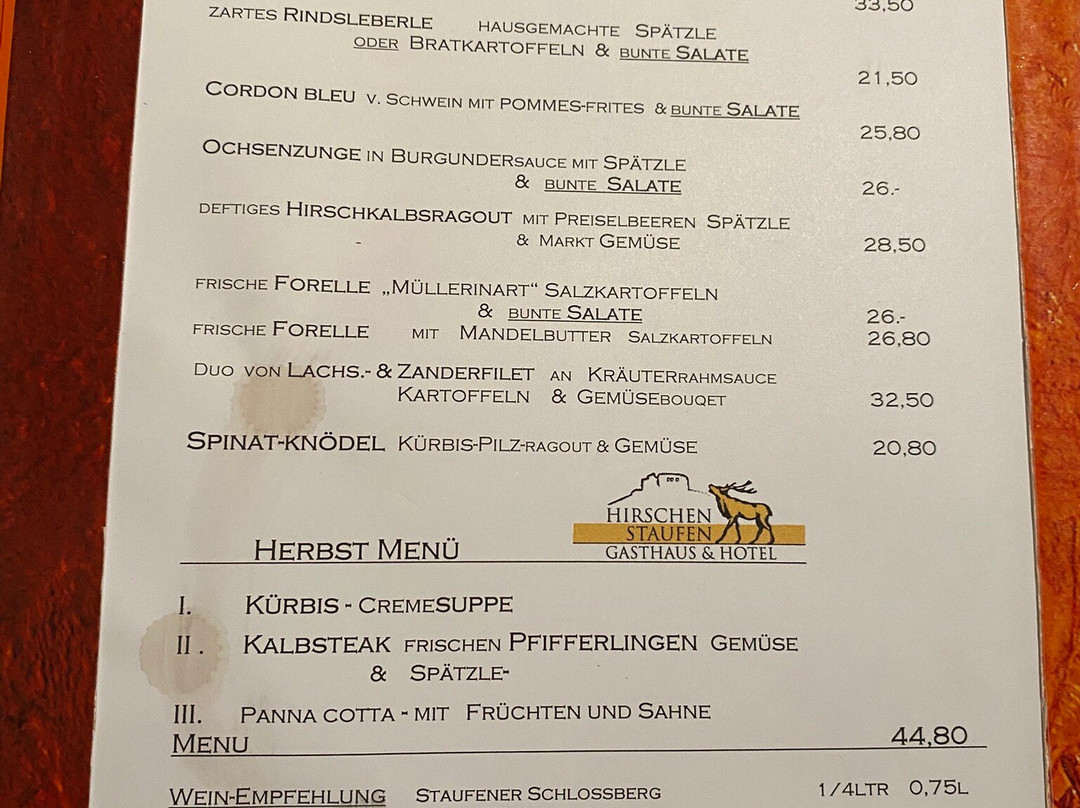 33,50
ZARTES RINDSLEBERLE HAUSGEMACHTE SPÄTZLE
ODER BRATKARTOFFELN & BUNTE SALATE
21,50
CORDON BLEU V. SCHWEIN MIT POMMES-FRITES & BUNTE SALATE
25,80
OCHSENZUNGE IN BURGUNDERSAUCE MIT SPÄTZLE
& BUNTE SALATE 26.-
DEFTIGES HIRSCHKALBSRAGOUT MIT PREISELBEEREN SPÄTZLE
- & MARKT GEMÜSE 28,50
FRISCHE FORELLE „MÜLLERINART“ SALZKARTOFFELN
& BUNTE SALATE 26.-
FRISCHE FORELLE MIT MANDELBUTTER SALZKARTOFFELN 26,80
DUO VON LACHS.- & ZANDERFILET AN KRÄUTERRAHMSAUCE
KARTOFFELN & GEMÜSEBOUQET 32,50
SPINAT-KNÖDEL KÜRBIS-PILZ-RAGOUT & GEMÜSE 20,80
HIRSCHEN
STAUFEN
GASTHAUS & HOTEL
HERBST MENÜ
I. KÜRBIS - CREMESUPPE
II . KALBSTEAK FRISCHEN PFIFFERLINGEN GEMÜSE
& SPÄTZLE-
III. PANNA COTTA - MIT FRÜCHTEN UND SAHNE
MENU 44,80
WEIN-EMPFEHLUNG STAUFENER SCHLOSSBERG 1/4LTR 0,75L